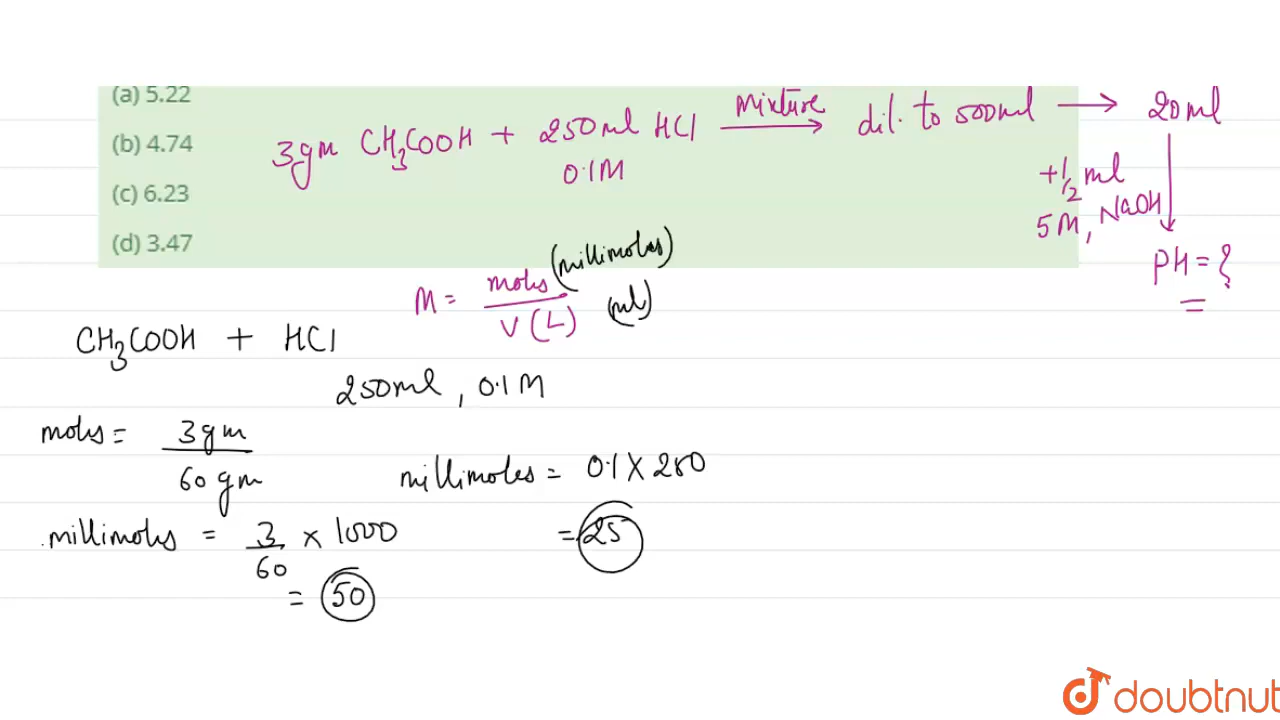 (a) 5.22
(b) 4.74
(c) 6.23
(d) 3.47
3gm CH3COOH + 250ml HCl Mixture dil. to 500ml → 20ml
0.1M
+1/2 ml
5M, NaOH
PH = ?
M = moles (millimoles)
V (L) (ml)
CH3COOH + HCl
250ml, 0.1M
moles = 3gm
60gm
millimoles = 0.1 X 250
= 25
millimoles = 3/60 x 1000
= 50
doubtnut